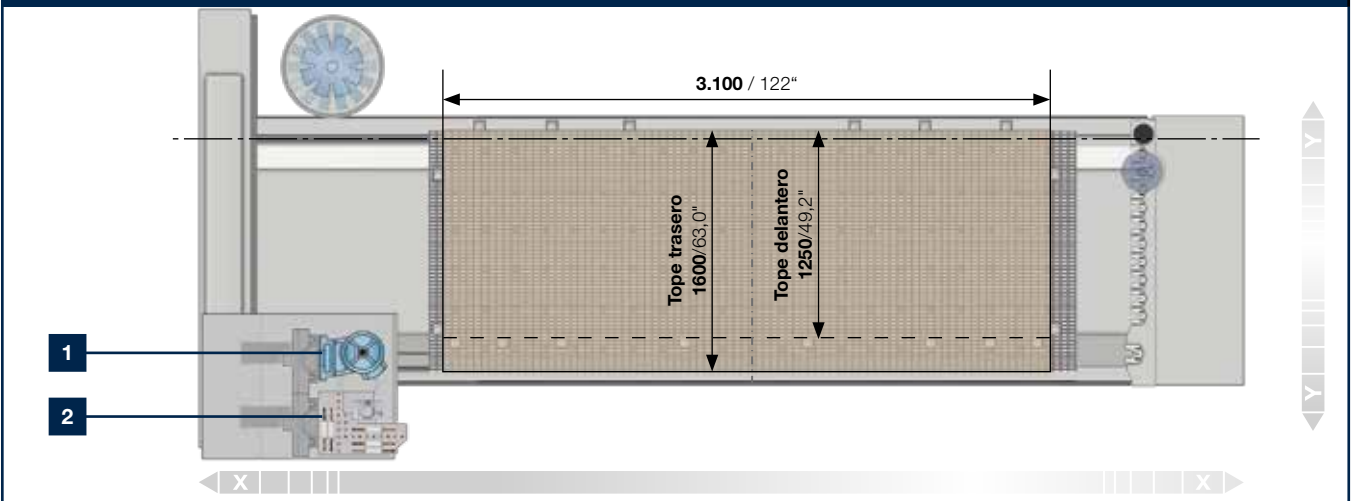 3.100 / 122“
Tope trasero
1600/63,0"
Tope delantero
1250/49,2"
Y
Y
1
2
X
X